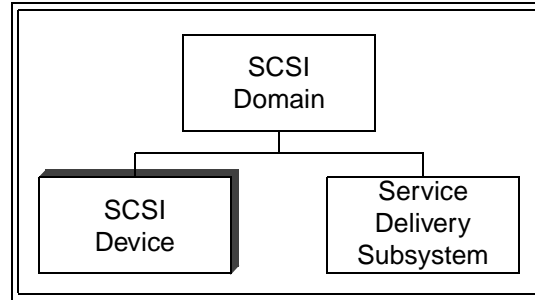 SCSI
Domain
SCSI
Device
Service
Delivery
Subsystem